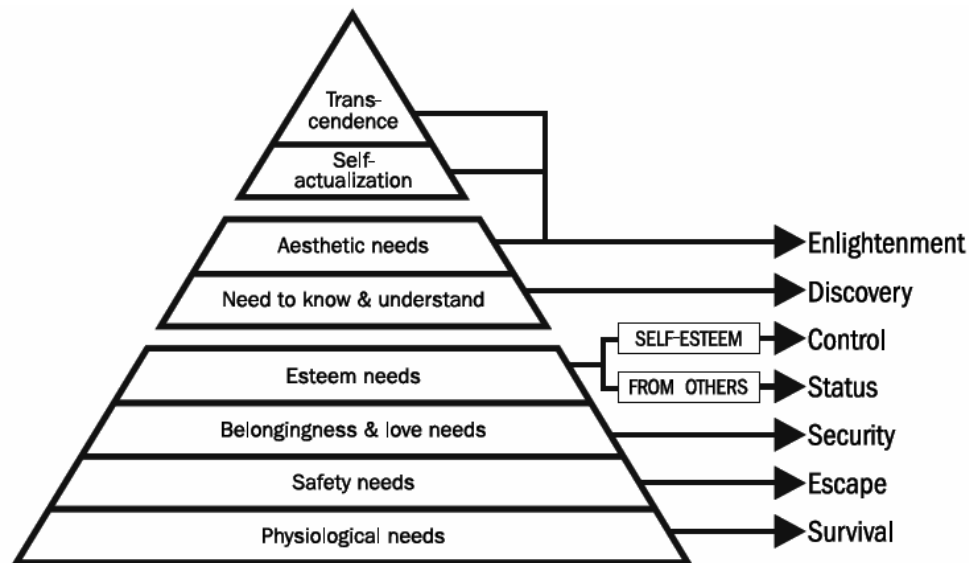 Trans-
cendence
Self-
actualization
Aesthetic needs
Enlightenment
Need to know & understand
Discovery
SELF-ESTEEM
Control
Esteem needs
FROM OTHERS
Status
Belongingness & love needs
Security
Safety needs
Escape
Physiological needs
Survival